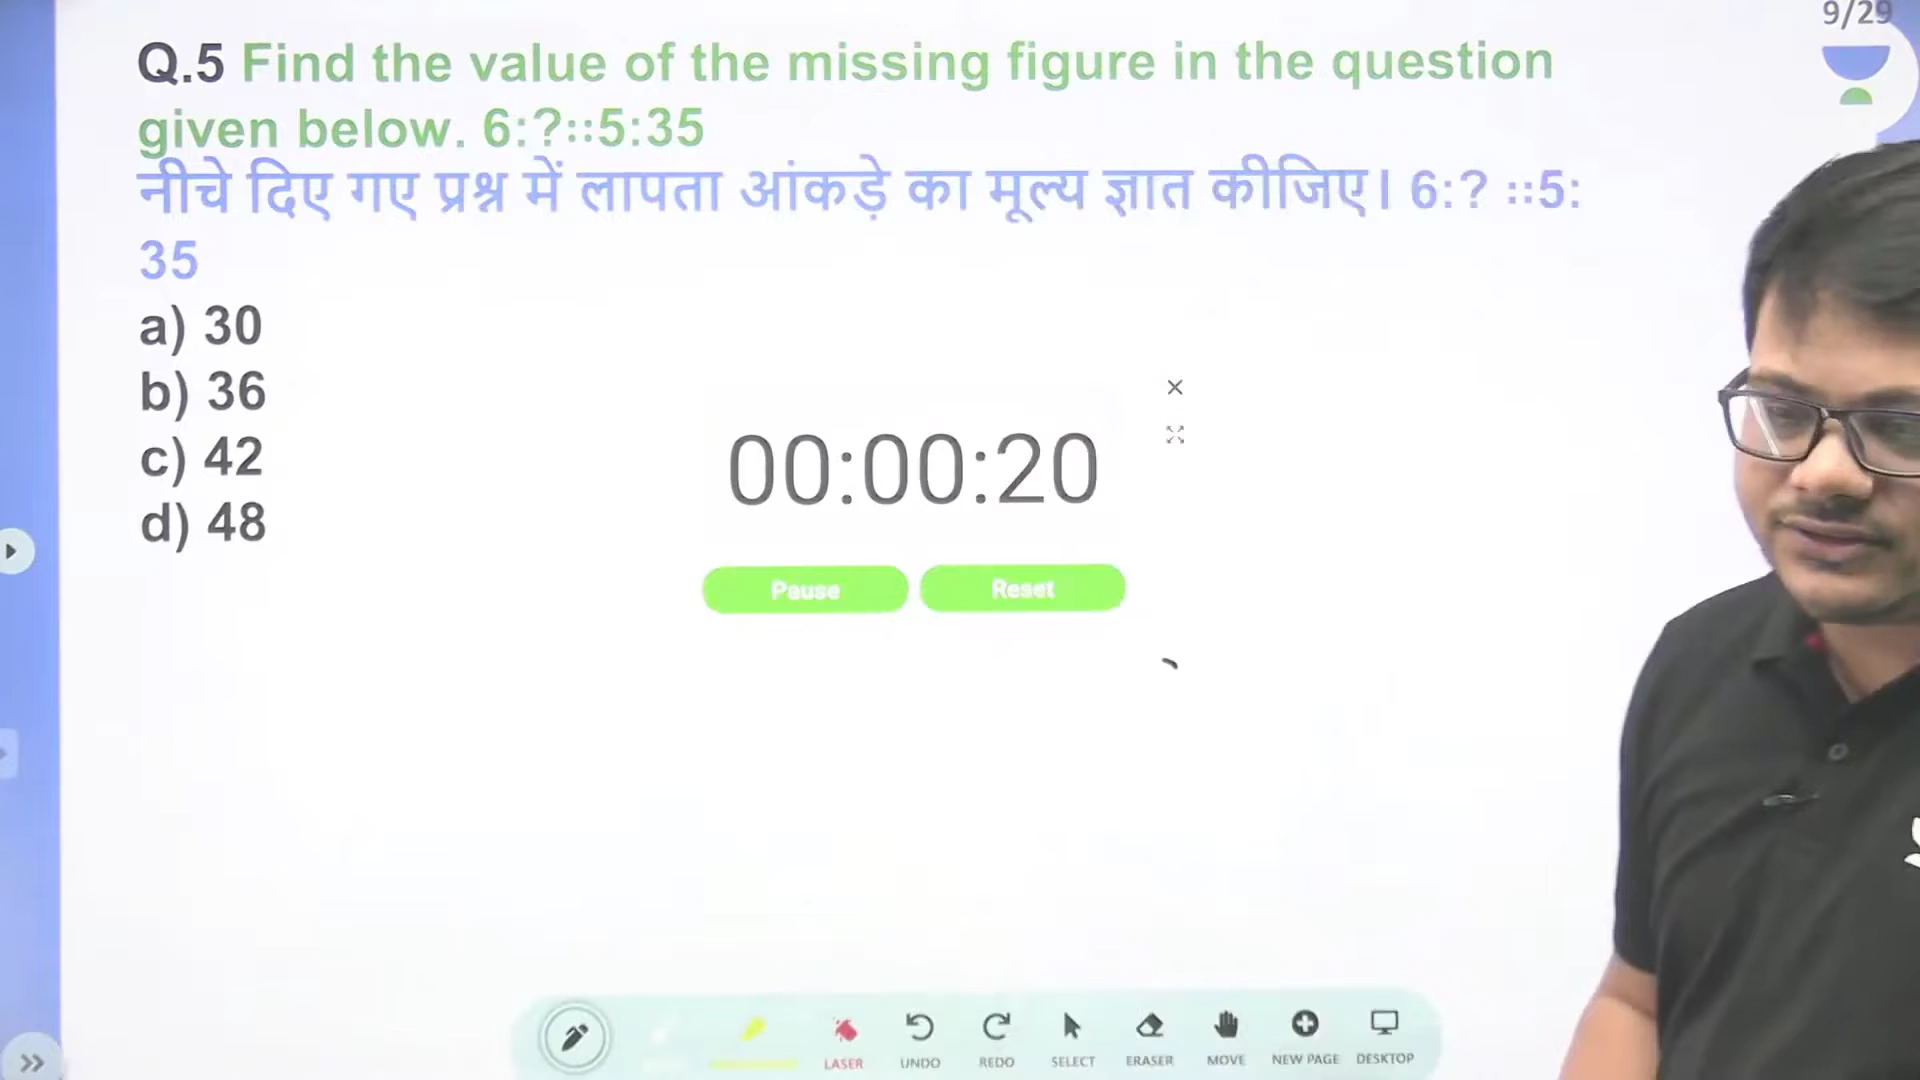 9/29
Q.5 Find the value of the missing figure in the question
given below. 6:?::5:35
नीचे दिए गए प्रश्न में लापता आंकड़े का मूल्य ज्ञात कीजिए। 6:? ::5:
35
a) 30
b) 36
c) 42
d) 48
00:00:20
Pause Reset
LASER UNDO REDO SELECT ERASER MOVE NEW PAGE DESKTOP